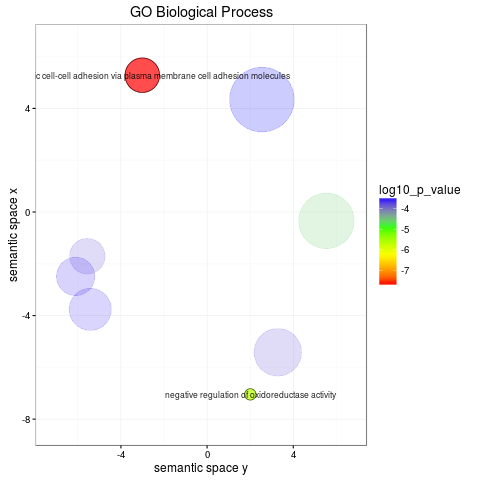 GO Biological Process
c cell-cell adhesion via plasma membrane cell adhesion molecules
4
0
-4
-8
semantic space x
negative regulation of oxidoreductase activity
-4
0
4
semantic space y
log10_p_value
-4
-5
-6
-7